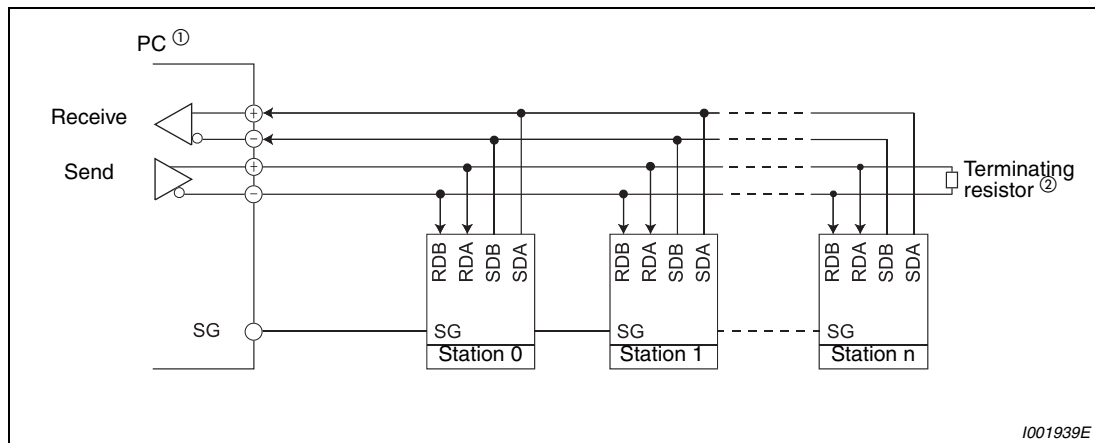 PC ①
Receive
+
−
Send
+
−
Terminating
resistor ②
RDB
RDA
SDB
SDA
RDB
RDA
SDB
SDA
RDB
RDA
SDB
SDA
SG
SG
SG
SG
Station 0
Station 1
Station n
I001939E